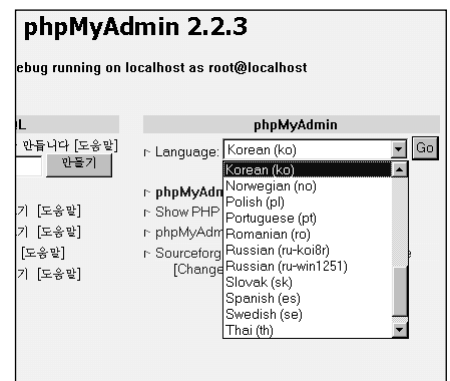 phpMyAdmin 2.2.3
ebug running on localhost as root@localhost
phpMyAdmin
만듭니다 [도움말]
만들기
Language: Korean (ko) Go
Korean (ko)
Norwegian (no)
Polish (pl)
Portuguese (pt)
Romanian (ro)
Russian (ru-koi8r)
Russian (ru-win1251)
Slovak (sk)
Spanish (es)
Swedish (se)
Thai (th)
기 [도움말]
기 [도움말]
[도움말]
기 [도움말]
phpMyAdm
Show PHP
phpMyAdm
Sourceforg e
[Change